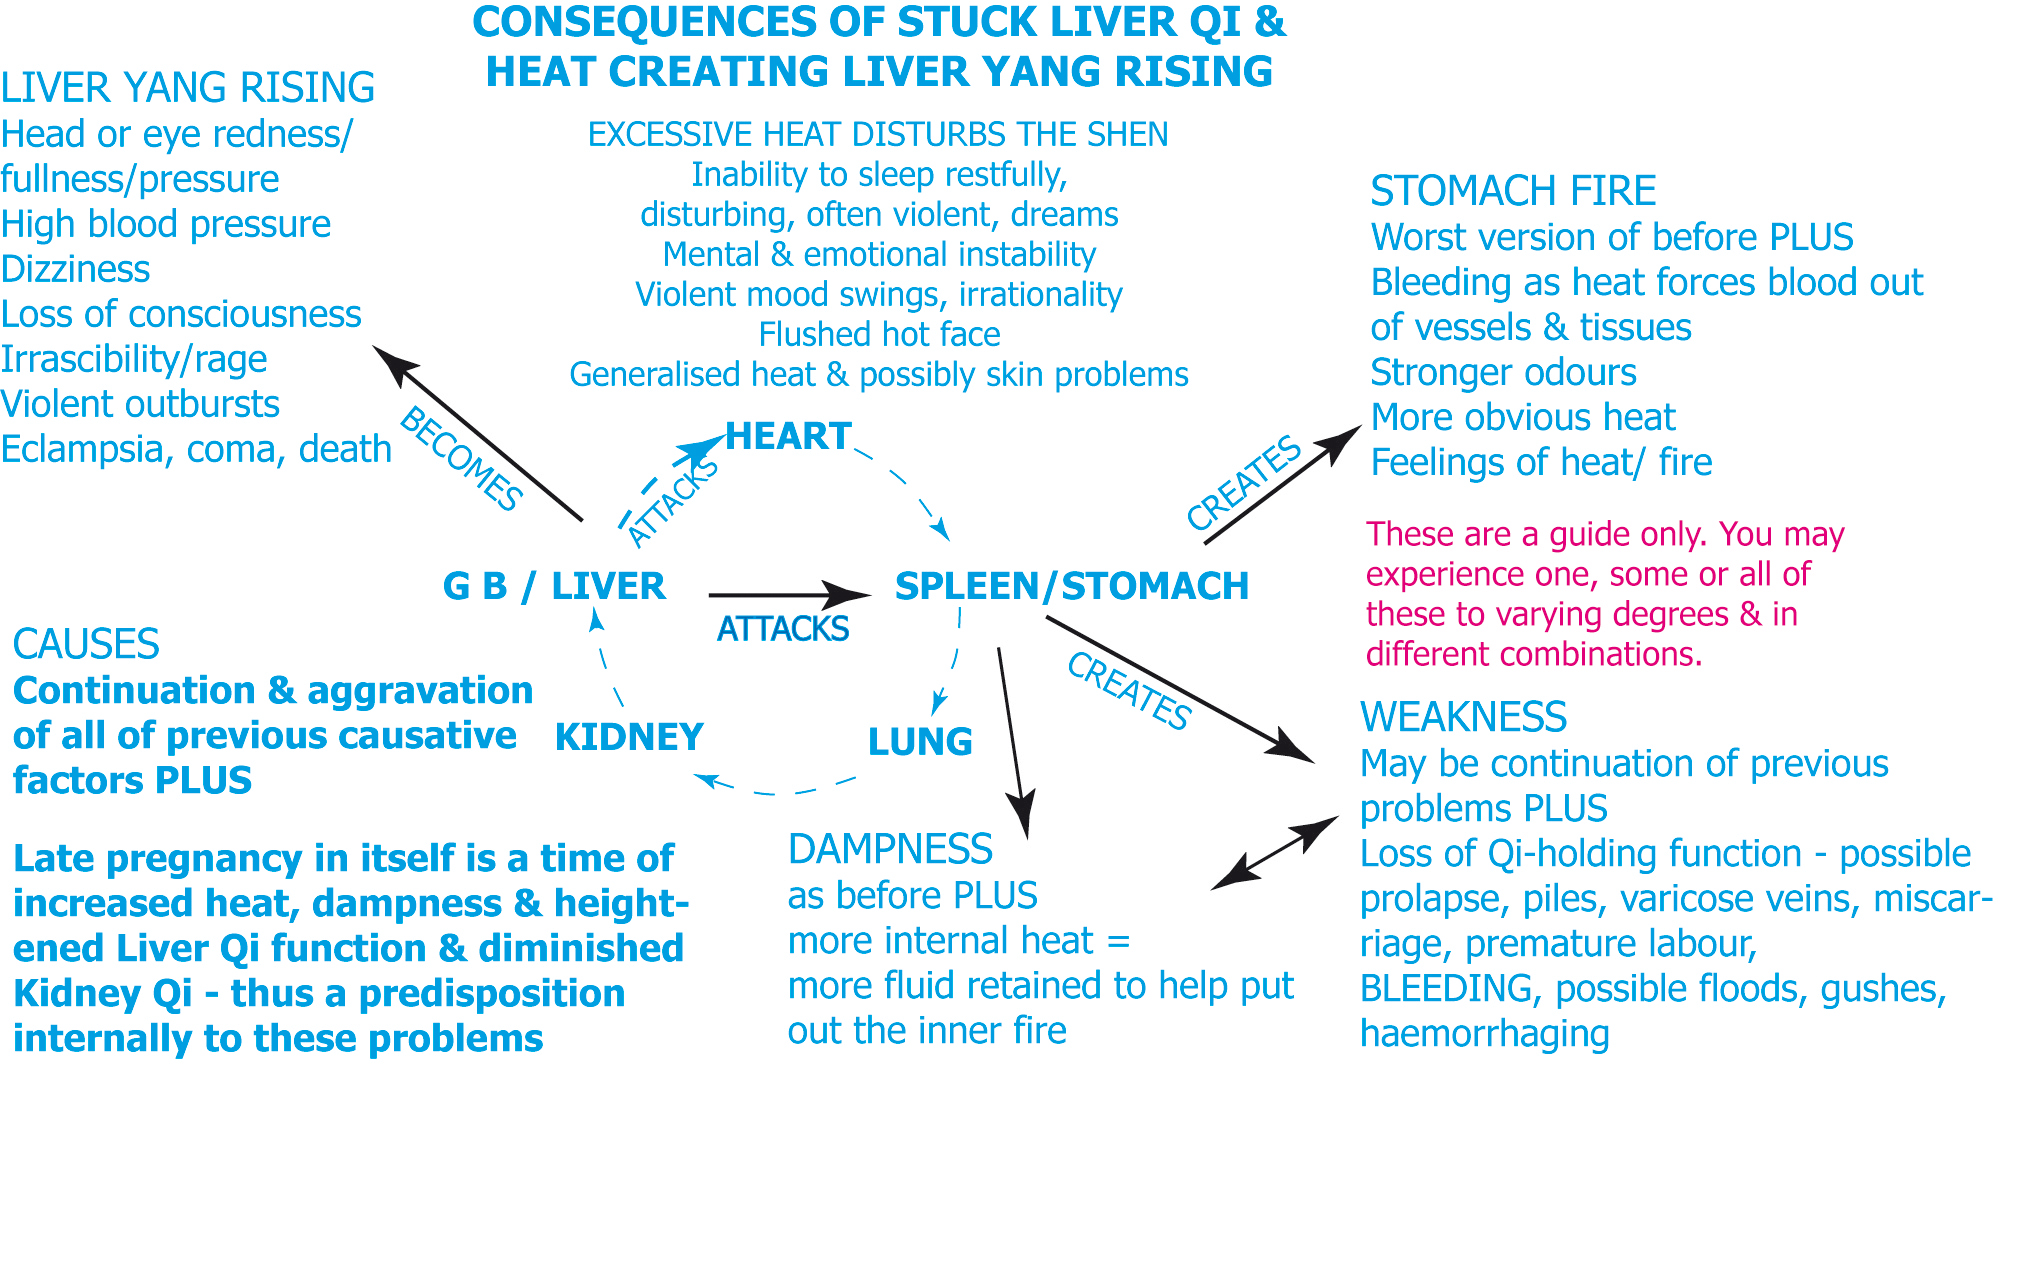 CONSEQUENCES OF STUCK LIVER QI &
HEAT CREATING LIVER YANG RISING
LIVER YANG RISING
Head or eye redness/
fullness/pressure
High blood pressure
Dizziness
Loss of consciousness
Irrascibility/rage
Violent outbursts
Eclampsia, coma, death
EXCESSIVE HEAT DISTURBS THE SHEN
Inability to sleep restfully,
disturbing, often violent, dreams
Mental & emotional instability
Violent mood swings, irrationality
Flushed hot face
Generalised heat & possibly skin problems
STOMACH FIRE
Worst version of before PLUS
Bleeding as heat forces blood out
of vessels & tissues
Stronger odours
More obvious heat
Feelings of heat/ fire
BECOMES
ATTACKS
HEART
CREATES
G B / LIVER
ATTACKS
SPLEEN/STOMACH
These are a guide only. You may
experience one, some or all of
these to varying degrees & in
different combinations.
CREATES
KIDNEY
LUNG
CAUSES
Continuation & aggravation
of all of previous causative
factors PLUS
Late pregnancy in itself is a time of
increased heat, dampness & height-
ened Liver Qi function & diminished
Kidney Qi - thus a predisposition
internally to these problems
DAMPNESS
as before PLUS
more internal heat =
more fluid retained to help put
out the inner fire
WEAKNESS
May be continuation of previous
problems PLUS
Loss of Qi-holding function - possible
prolapse, piles, varicose veins, miscar-
riage, premature labour,
BLEEDING, possible floods, gushes,
haemorrhaging